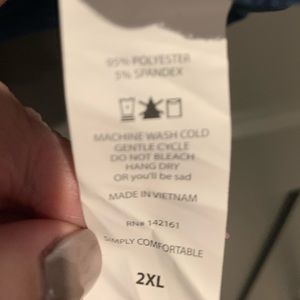 95% POLYESTER
5% SPANDEX
MACHINE WASH COLD
GENTLE CYCLE
DO NOT BLEACH
HANG DRY
OR you'll be sad
MADE IN VIETNAM
RN# 142161
SIMPLY COMFORTABLE
2XL